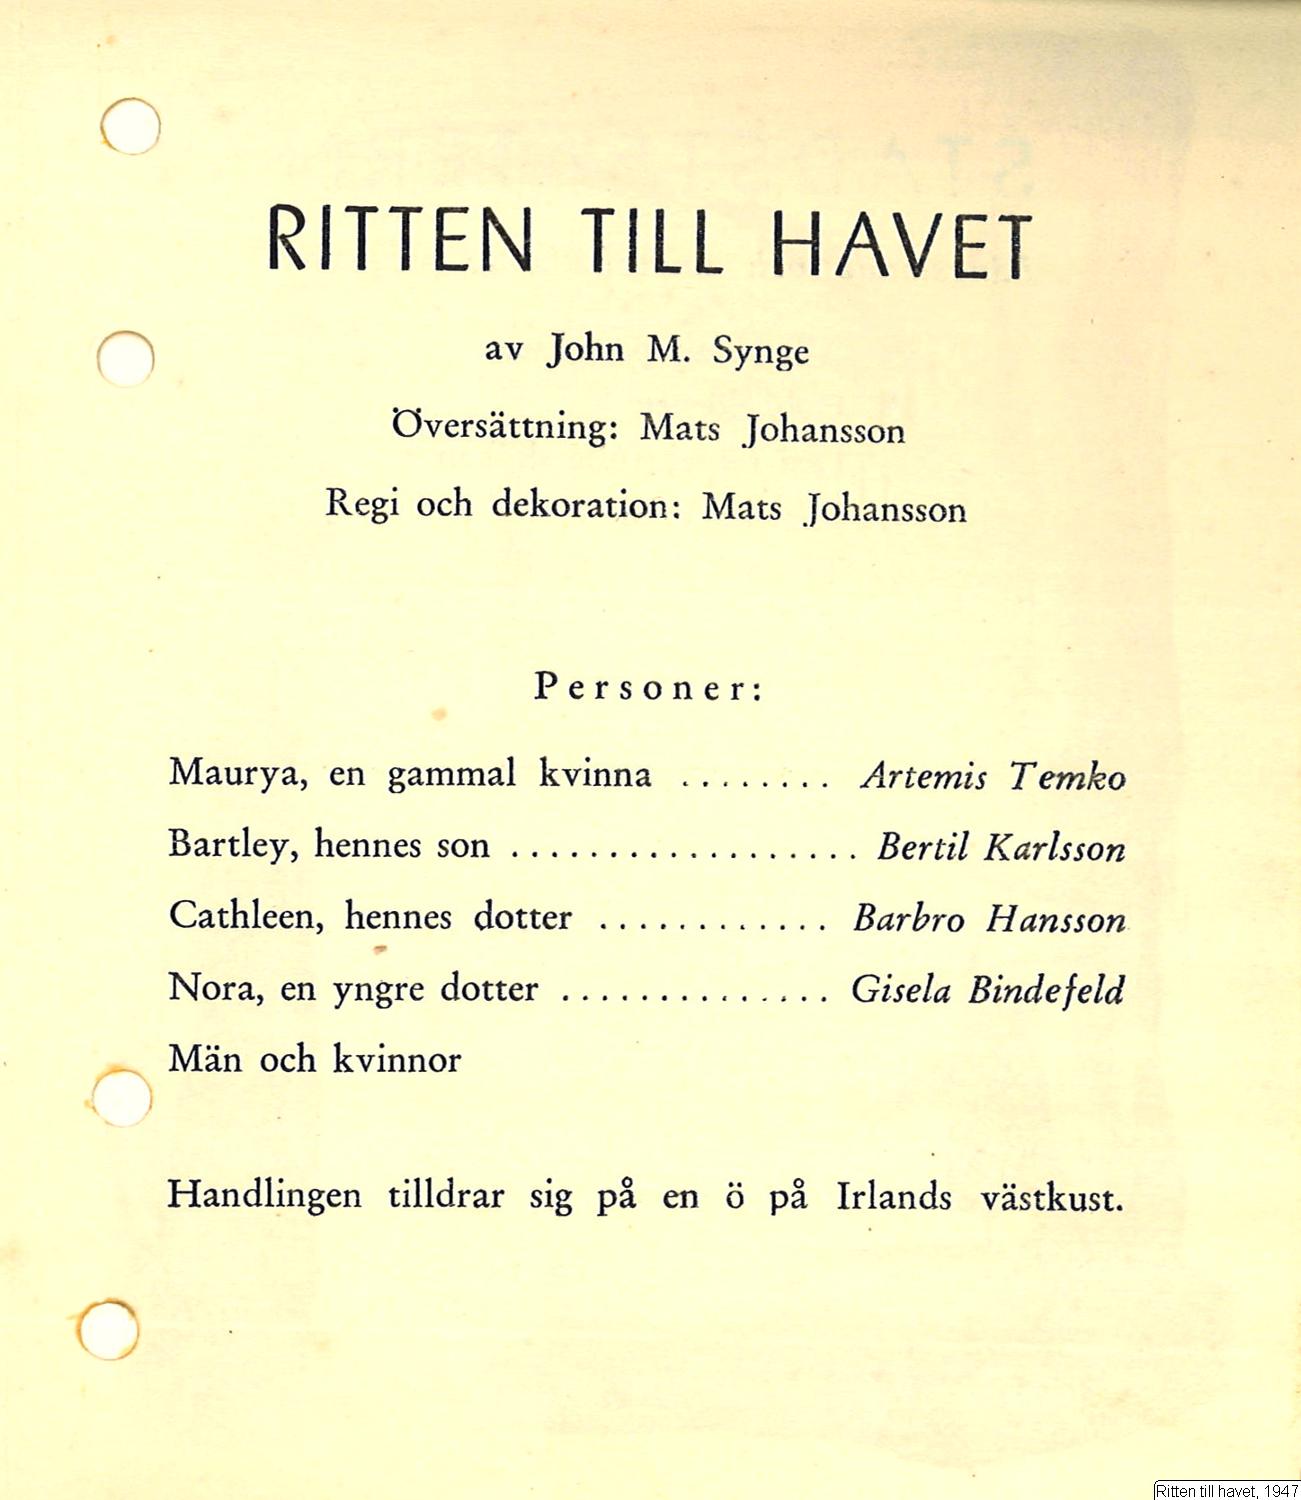 RITTEN TILL HAVET
av John M. Synge
Översättning: Mats Johansson
Regi och dekoration: Mats Johansson
Personer:
Maurya, en gammal kvinna ........ Artemis Temko
Bartley, hennes son .................. Bertil Karlsson
Cathleen, hennes dotter ............ Barbro Hansson
Nora, en yngre dotter .............. Gisela Bindefeld
Män och kvinnor
Handlingen tilldrar sig på en ö på Irlands västkust.
Ritten till havet, 1947